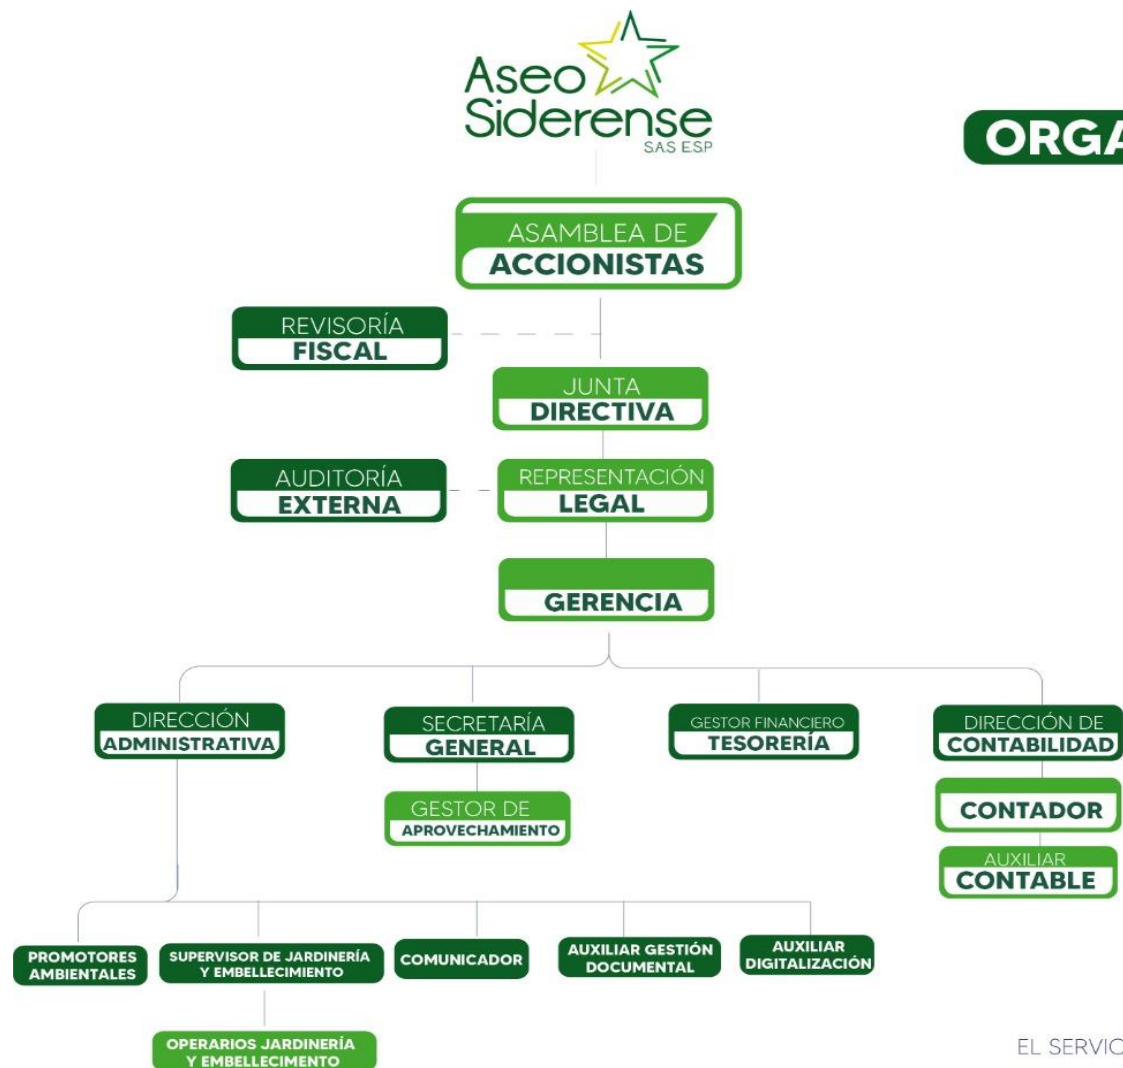 Aseo
Siderense
S.A.S E.S.P
ORGA
ASAMBLEA DE
ACCIONISTAS
REVISORÍA
FISCAL
JUNTA
DIRECTIVA
AUDITORÍA
EXTERNA
REPRESENTACIÓN
LEGAL
GERENCIA
DIRECCIÓN
ADMINISTRATIVA
SECRETARÍA
GENERAL
GESTOR FINANCIERO
TESORERÍA
DIRECCIÓN DE
CONTABILIDAD
GESTOR DE
APROVECHAMIENTO
CONTADOR
AUXILIAR
CONTABLE
PROMOTORES
AMBIENTALES
SUPERVISOR DE JARDINERÍA
Y EMBELLECIMIENTO
COMUNICADOR
AUXILIAR GESTIÓN
DOCUMENTAL
AUXILIAR
DIGITALIZACIÓN
OPERARIOS JARDINERÍA
Y EMBELLECIMENTO
EL SERVIC